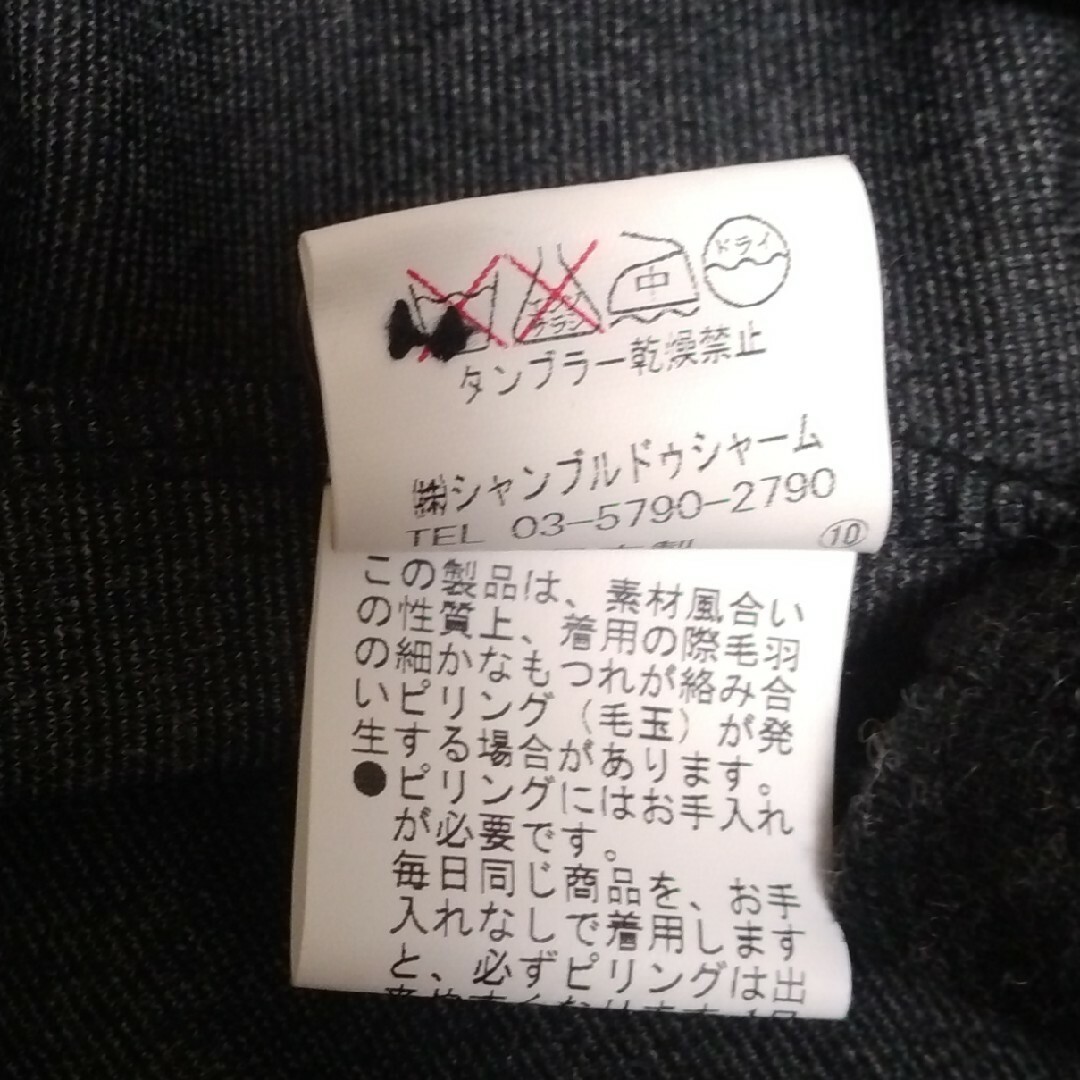 ドライ
中
エンソ
サラシ
タンブラー乾燥禁止
㈱シャンブルドゥシャーム
TEL 03-5790-2790
⑩
この製品は、素材風合い
の性質上、着用の際毛羽
の細かなもつれが絡み合
いピリング（毛玉）が発
生する場合があります。
●ピリングにはお手入れ
が必要です。
毎日同じ商品を、お手
入れなしで着用します
と、必ずピリングは出